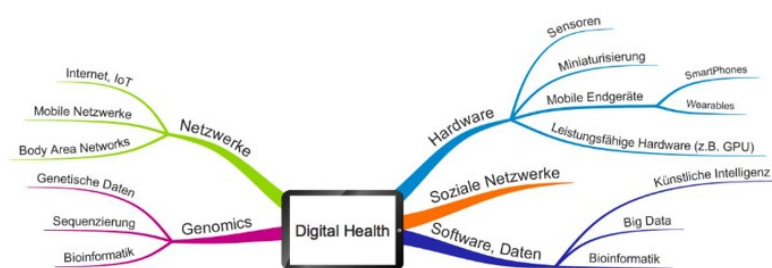 Digital Health
Netzwerke
Internet, IoT
Mobile Netzwerke
Body Area Networks
Genomics
Genetische Daten
Sequenzierung
Bioinformatik
Hardware
Sensoren
Miniaturisierung
Mobile Endgeräte
SmartPhones
Wearables
Leistungsfähige Hardware (z.B. GPU)
Soziale Netzwerke
Software, Daten
Künstliche Intelligenz
Big Data
Bioinformatik